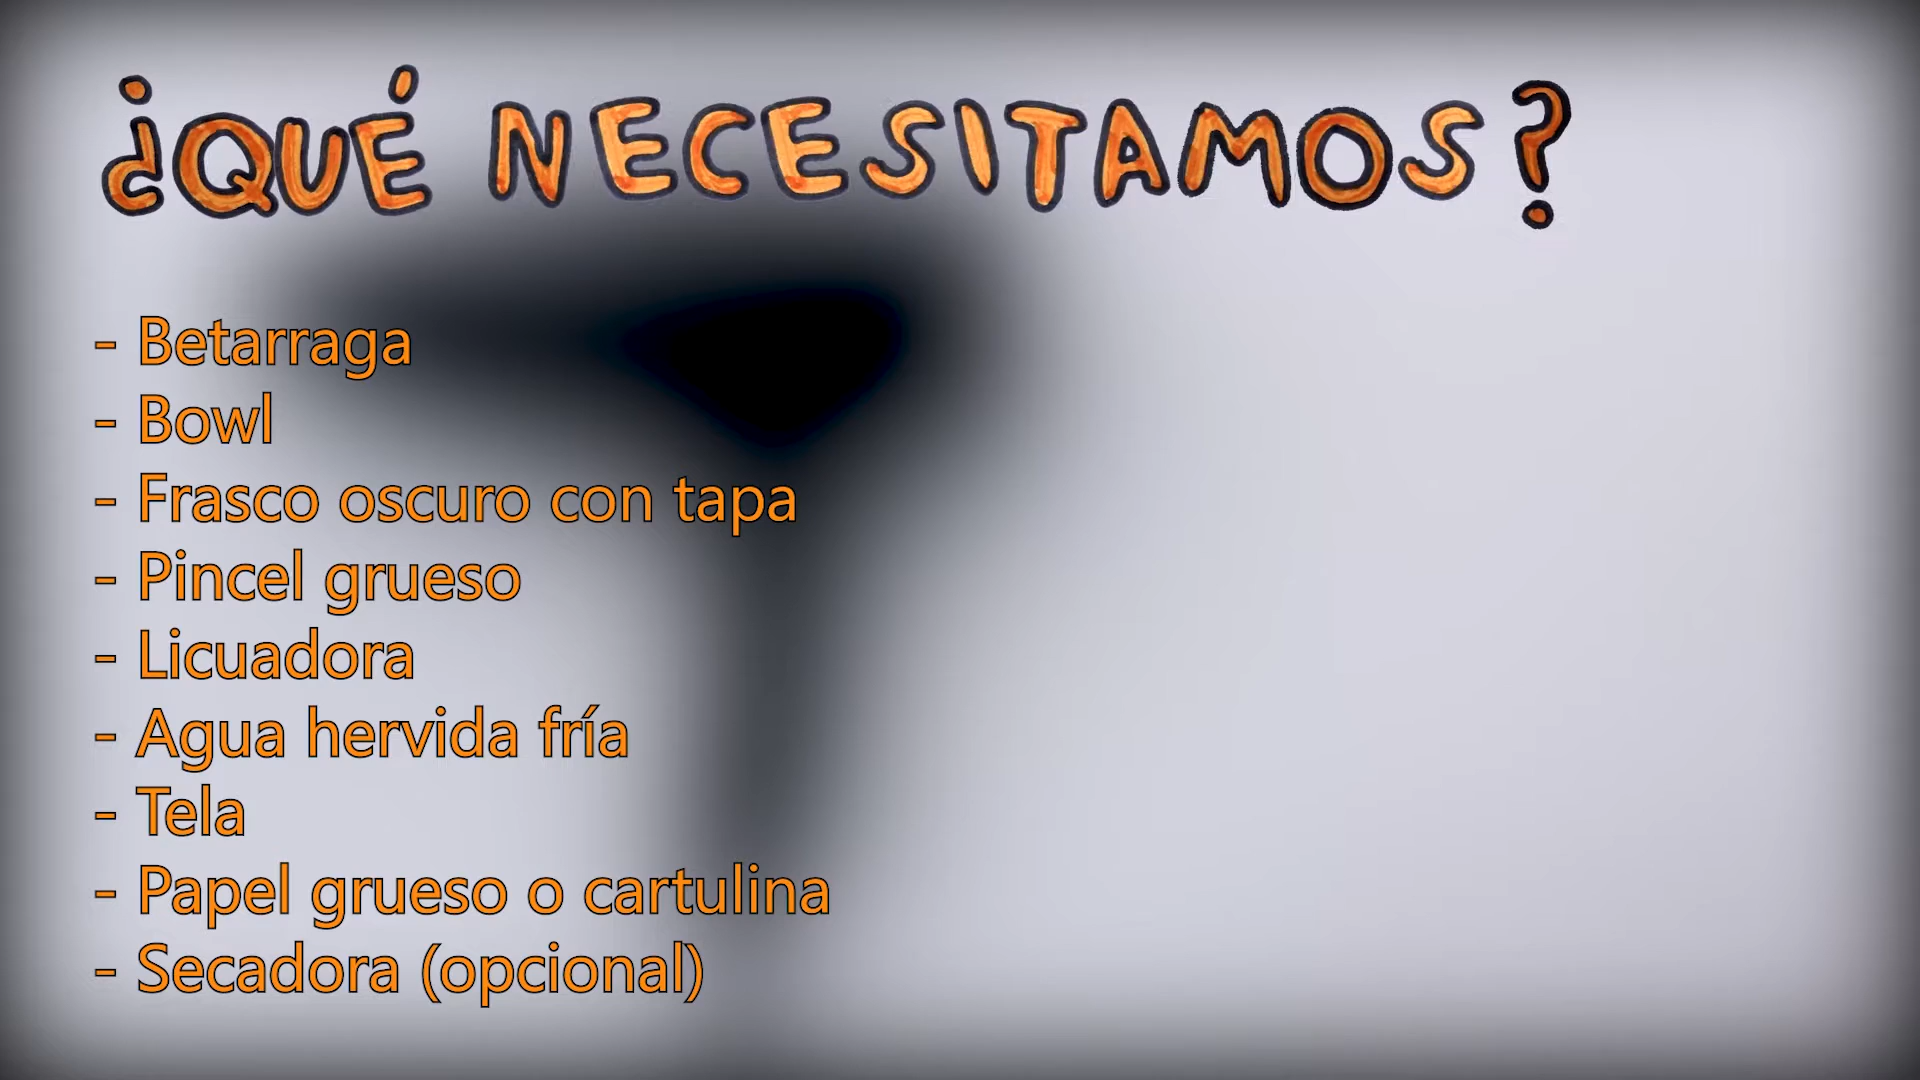 ¿QUÉ NECESITAMOS?
- Betarraga
- Bowl
- Frasco oscuro con tapa
- Pincel grueso
- Licuadora
- Agua hervida fría
- Tela
- Papel grueso o cartulina
- Secadora (opcional)